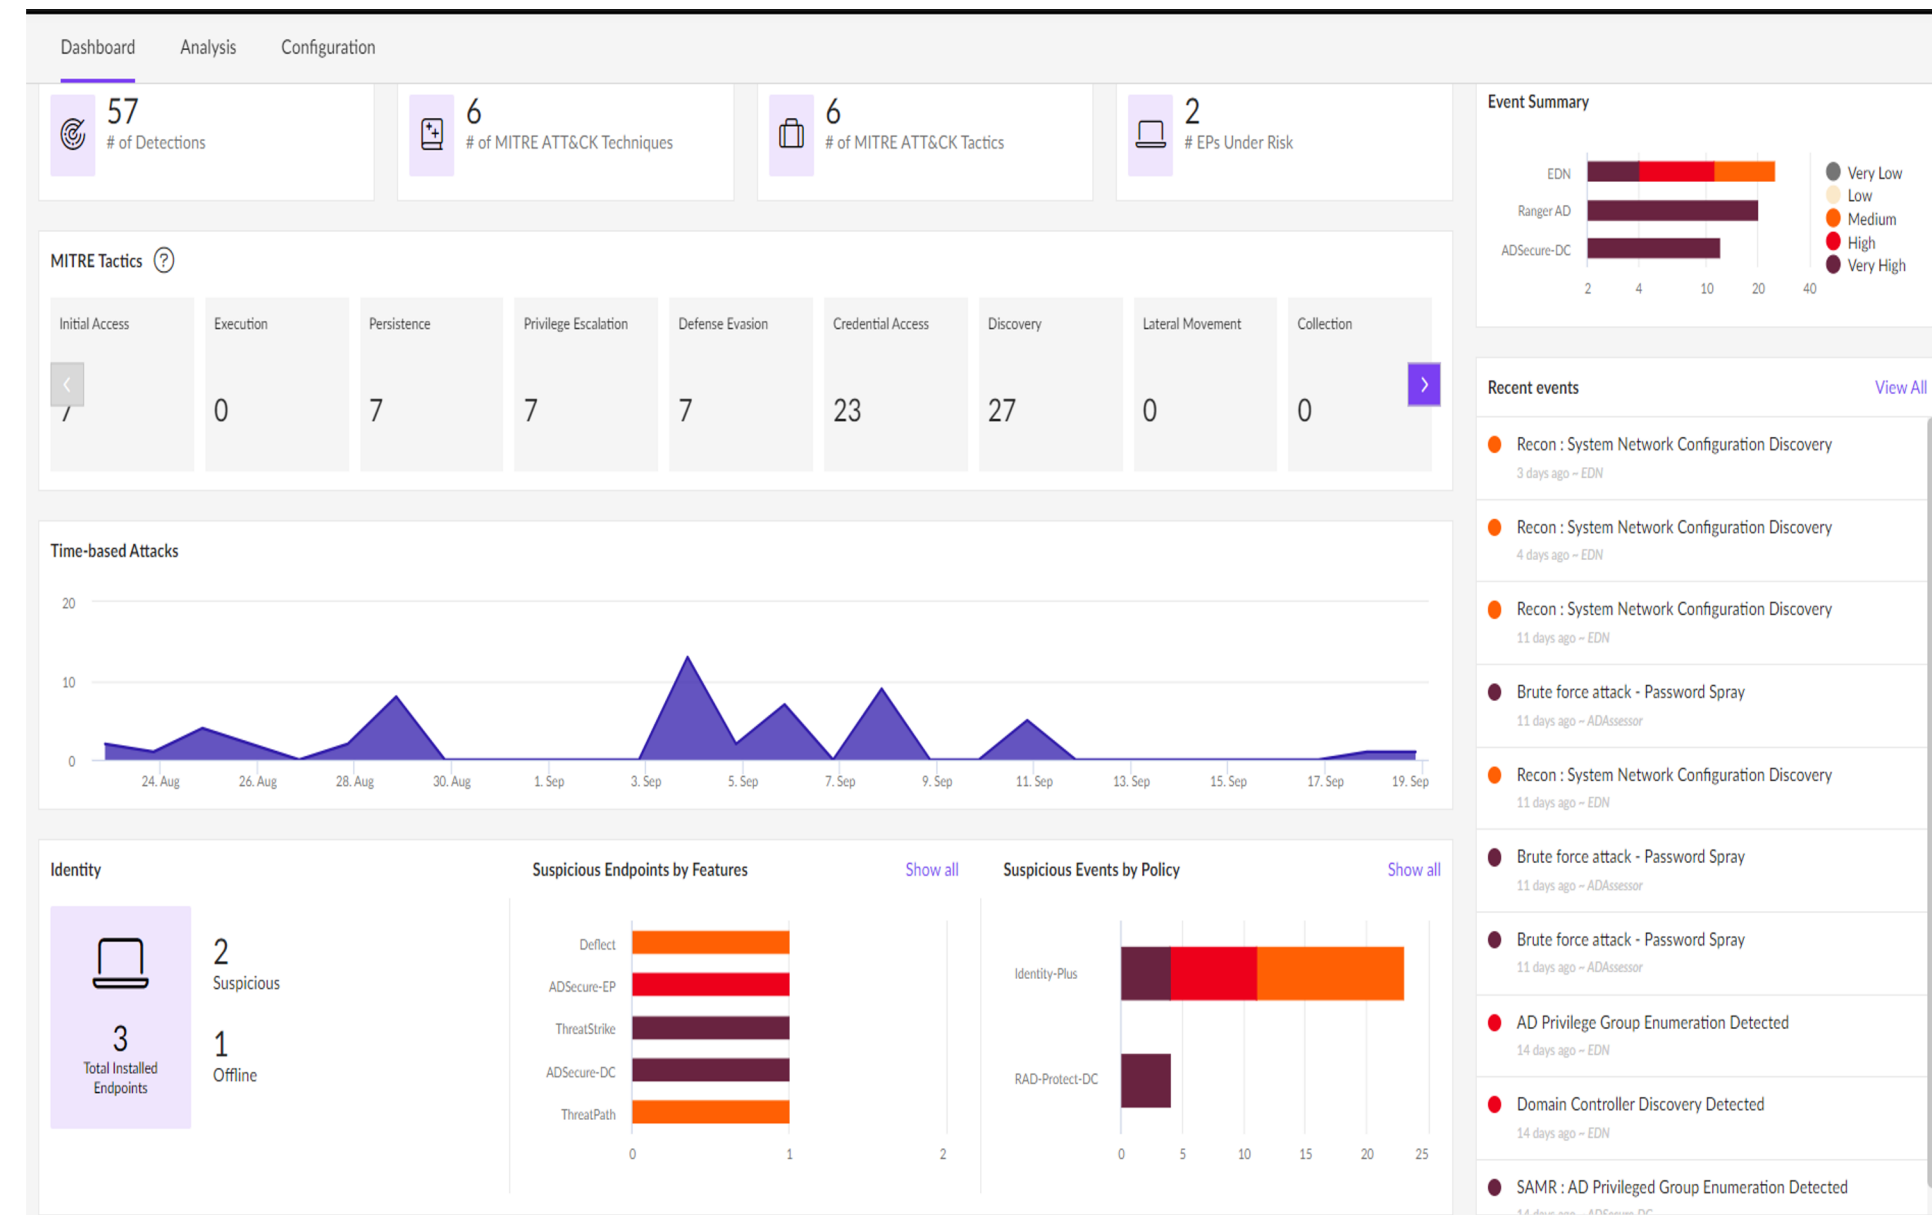 Dashboard Analysis Configuration
57
# of Detections
6
# of MITRE ATT&CK Techniques
6
# of MITRE ATT&CK Tactics
2
# EPs Under Risk
MITRE Tactics ?
Initial Access Execution Persistence Privilege Escalation Defense Evasion Credential Access Discovery Lateral Movement Collection
7 0 7 7 7 23 27 0 0
Time-based Attacks
20
10
0
24. Aug 26. Aug 28. Aug 30. Aug 1. Sep 3. Sep 5. Sep 7. Sep 9. Sep 11. Sep 13. Sep 15. Sep 17. Sep 19. Sep
Identity
3
Total Installed
Endpoints
2
Suspicious
1
Offline
Suspicious Endpoints by Features Show all
Deflect
ADSecure-EP
ThreatStrike
ADSecure-DC
ThreatPath
0 1 2
Suspicious Events by Policy Show all
Identity-Plus
RAD-Protect-DC
0 5 10 15 20 25
Event Summary
EDN
Ranger AD
ADSecure-DC
2 4 10 20 40
Very Low
Low
Medium
High
Very High
Recent events View All
Recon : System Network Configuration Discovery
3 days ago ~ EDN
Recon : System Network Configuration Discovery
4 days ago ~ EDN
Recon : System Network Configuration Discovery
11 days ago ~ EDN
Brute force attack - Password Spray
11 days ago ~ ADAssessor
Recon : System Network Configuration Discovery
11 days ago ~ EDN
Brute force attack - Password Spray
11 days ago ~ ADAssessor
Brute force attack - Password Spray
11 days ago ~ ADAssessor
AD Privilege Group Enumeration Detected
14 days ago ~ EDN
Domain Controller Discovery Detected
14 days ago ~ EDN
SAMR : AD Privileged Group Enumeration Detected
14 days ago ~ ADSecure-DC